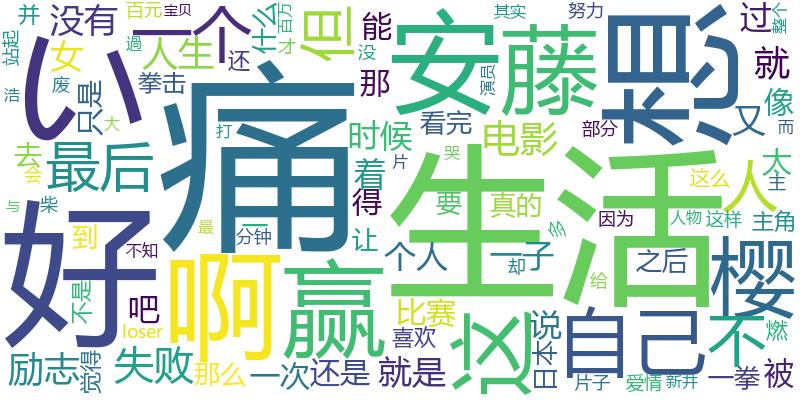 并
没有
一个
但
百元
宝贝
什么
斗
百万
能
其实
努力
过
整个
站起
女
人生
過
还
没
那
安藤
演员
想
就
い
浩
废
只是
拳击
痛
时候
看完
电影
部分
又
像
而
去
会
最后
大
打
着
片
哭
生活
真的
这么
人
大
主
与
柴
得
要
多
因为
人物
这样
主角
好
到
不知
最
分钟
让
个人
一子
却
之后
樱
不是
吧
啊
赢
给
loser
比赛
喜欢
这
日本
说
自己
不
燃
励志
觉得
失败
那么
一次
还是
就是
片子
爱情
新井
一拳
被